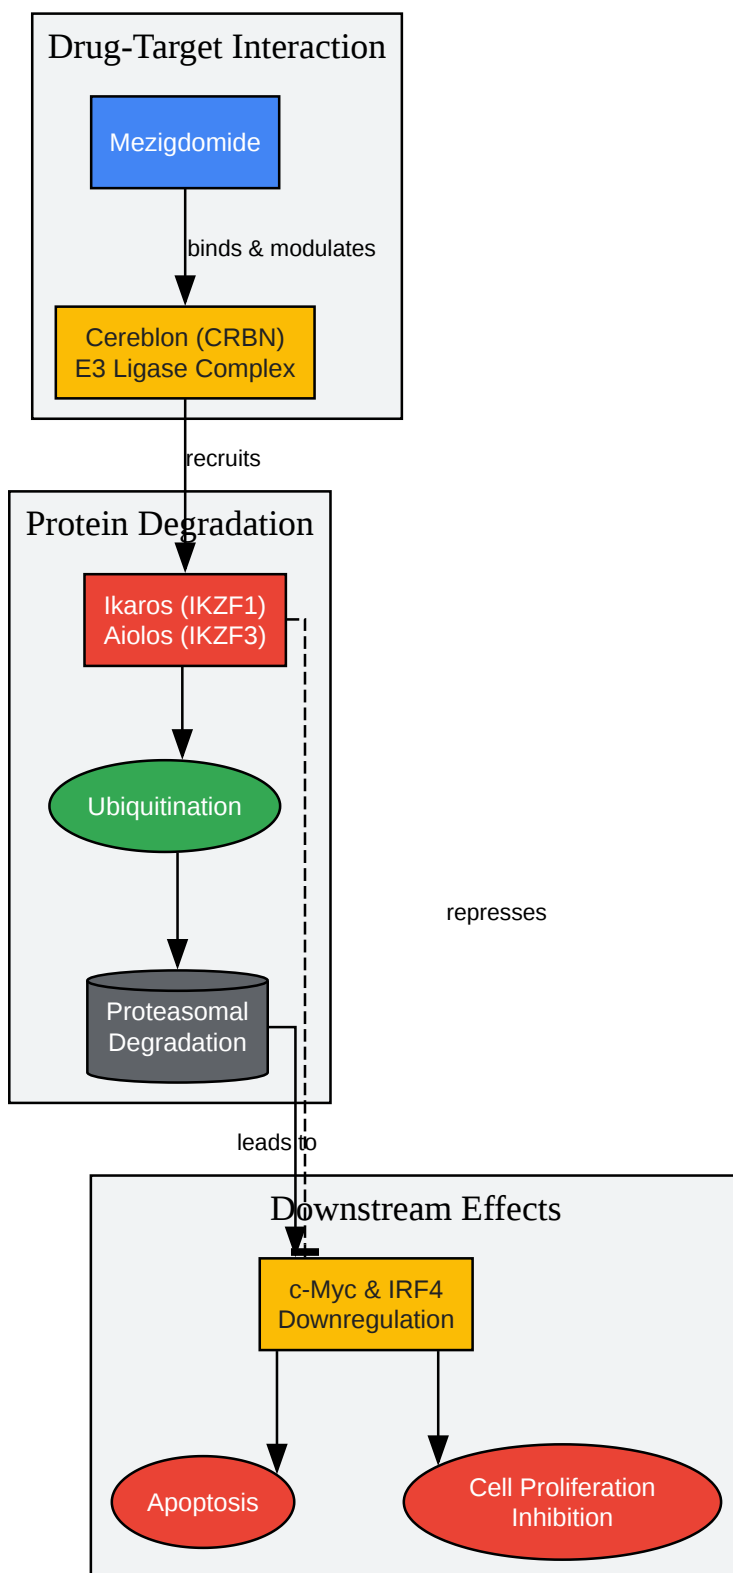 Drug-Target Interaction
Mezigdomide
binds & modulates
Cereblon (CRBN)
E3 Ligase Complex
recruits
Protein Degradation
Ikaros (IKZF1)
Aiolos (IKZF3)
Ubiquitination
represses
Proteasomal
Degradation
leads to
Downstream Effects
c-Myc & IRF4
Downregulation
Apoptosis
Cell Proliferation
Inhibition